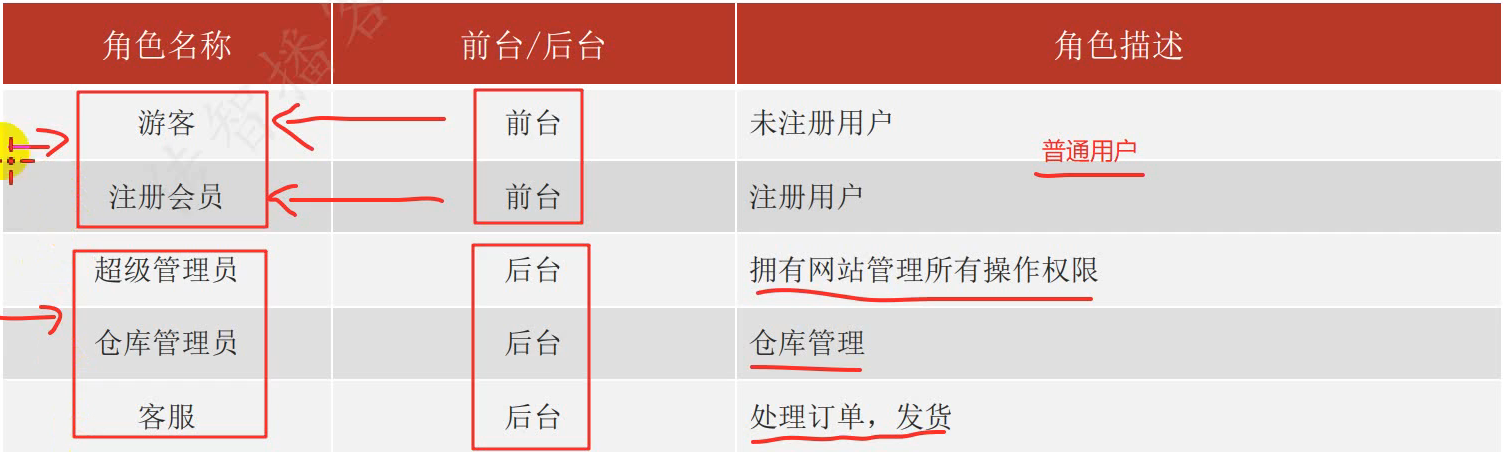 角色名称 前台/后台 角色描述
游客 前台 未注册用户
普通用户
注册会员 前台 注册用户
超级管理员 后台 拥有网站管理所有操作权限
仓库管理员 后台 仓库管理
客服 后台 处理订单，发货